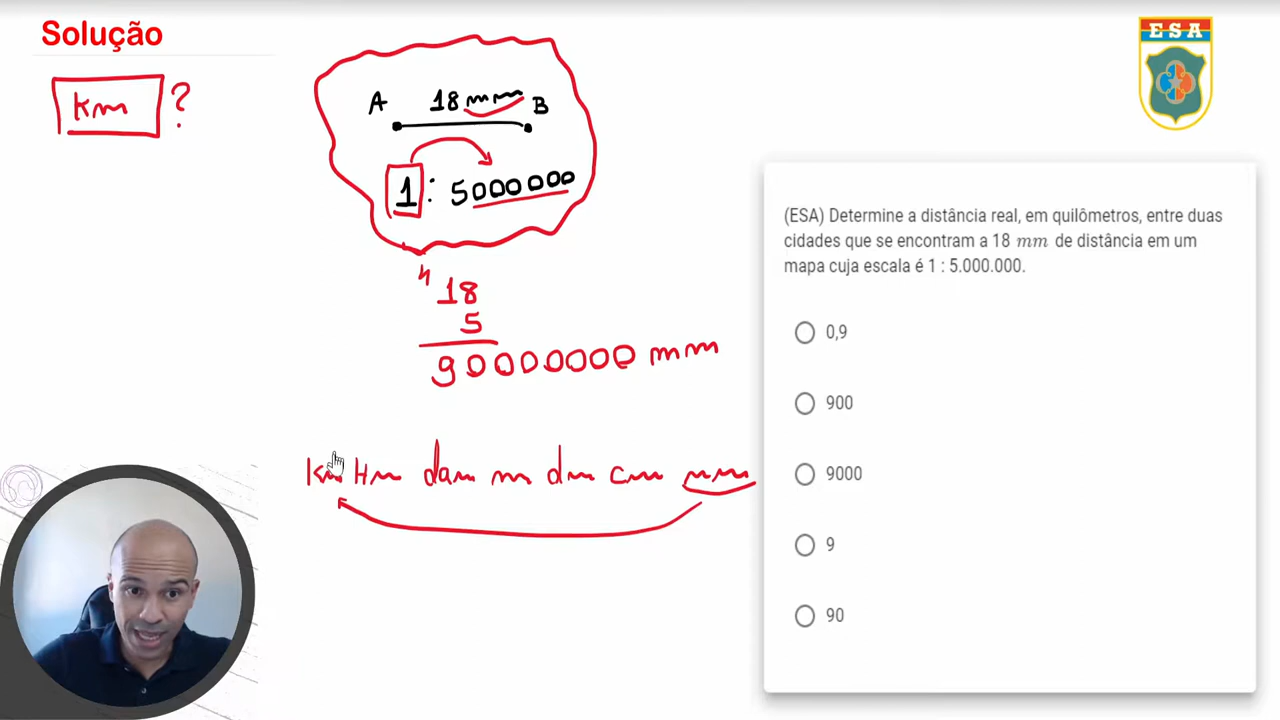 Solução
Km ?
A 18 mm B
1 : 5000000
4
18
5
90000000 mm
Km Hm dam m dm cm mm
ESA
(ESA) Determine a distância real, em quilômetros, entre duas
cidades que se encontram a 18 mm de distância em um
mapa cuja escala é 1 : 5.000.000.
0,9
900
9000
9
90